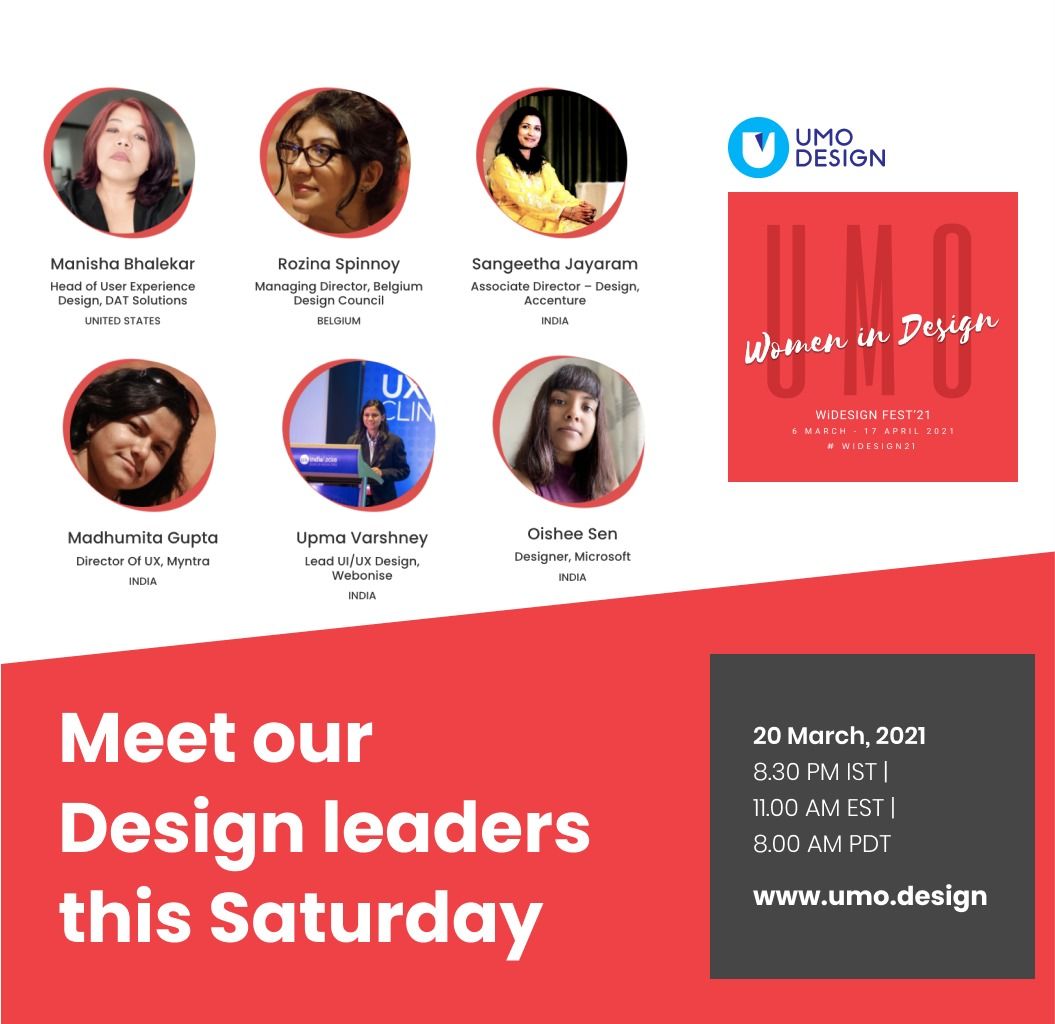 UMO
DESIGN
Manisha Bhalekar
Head of User Experience
Design, DAT Solutions
UNITED STATES
Rozina Spinnoy
Managing Director, Belgium
Design Council
BELGIUM
Sangeetha Jayaram
Associate Director – Design,
Accenture
INDIA
UMO
Women in Design
WiDESIGN FEST'21
6 MARCH - 17 APRIL 2021
# WIDESIGN21
UX
CLIN
Madhumita Gupta
Director Of UX, Myntra
INDIA
Upma Varshney
Lead UI/UX Design,
Webonise
INDIA
Oishee Sen
Designer, Microsoft
INDIA
Meet our
Design leaders
this Saturday
20 March, 2021
8.30 PM IST |
11.00 AM EST |
8.00 AM PDT
www.umo.design